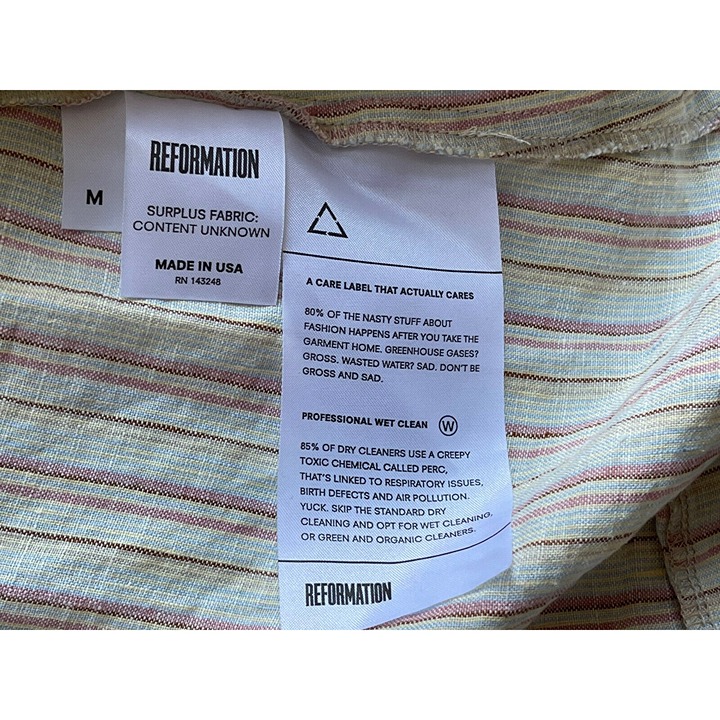 M
REFORMATION
SURPLUS FABRIC:
CONTENT UNKNOWN
MADE IN USA
RN 143248
A CARE LABEL THAT ACTUALLY CARES
80% OF THE NASTY STUFF ABOUT
FASHION HAPPENS AFTER YOU TAKE THE
GARMENT HOME. GREENHOUSE GASES?
GROSS. WASTED WATER? SAD. DON'T BE
GROSS AND SAD.
PROFESSIONAL WET CLEAN W
85% OF DRY CLEANERS USE A CREEPY
TOXIC CHEMICAL CALLED PERC,
THAT'S LINKED TO RESPIRATORY ISSUES,
BIRTH DEFECTS AND AIR POLLUTION.
YUCK. SKIP THE STANDARD DRY
CLEANING AND OPT FOR WET CLEANING,
OR GREEN AND ORGANIC CLEANERS.
REFORMATION